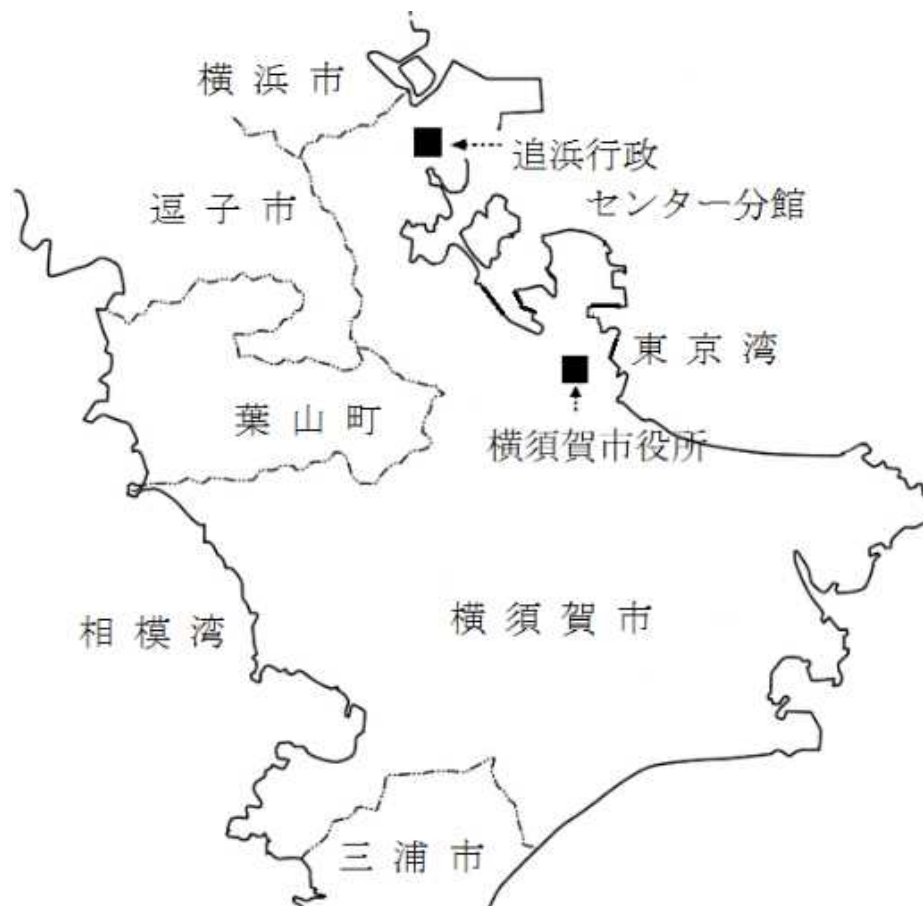 横浜市
追浜行政
センター分館
逗子市
東京湾
葉山町
横須賀市役所
相模湾
横須賀市
三浦市